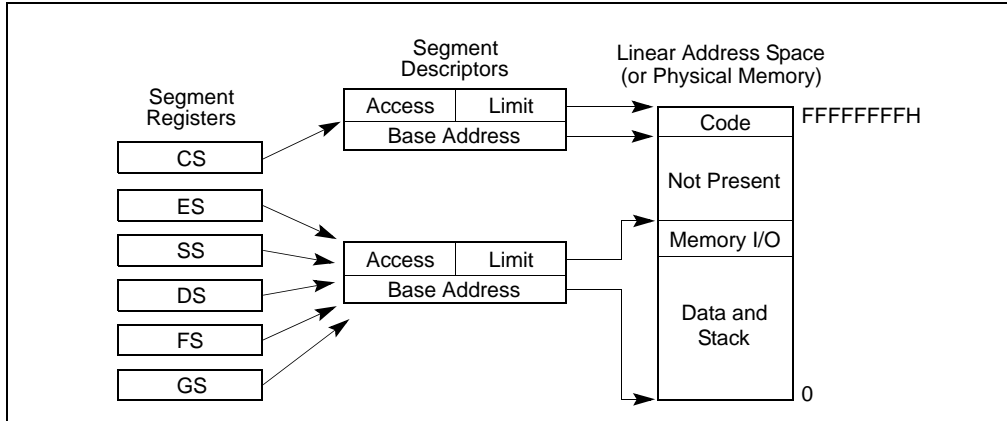 Segment
Registers
CS
ES
SS
DS
FS
GS
Segment
Descriptors
Access
Limit
Base Address
Access
Limit
Base Address
Linear Address Space
(or Physical Memory)
Code
FFFFFFFFH
Not Present
Memory I/O
Data and
Stack
0